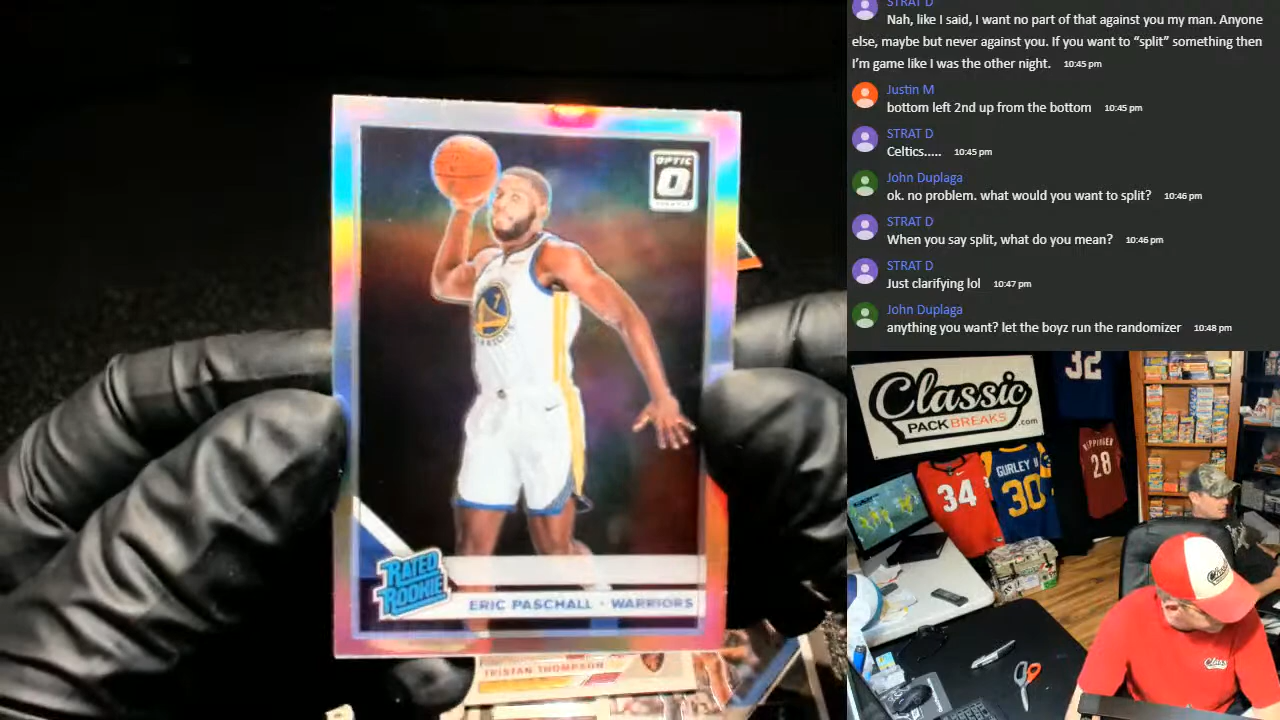 STRAT D
Nah, like I said, I want no part of that against you my man. Anyone
else, maybe but never against you. If you want to “split” something then
I’m game like I was the other night. 10:45 pm
Justin M
bottom left 2nd up from the bottom 10:45 pm
STRAT D
Celtics..... 10:45 pm
John Duplaga
ok. no problem. what would you want to split? 10:46 pm
STRAT D
When you say split, what do you mean? 10:46 pm
STRAT D
Just clarifying lol 10:47 pm
John Duplaga
anything you want? let the boyz run the randomizer 10:48 pm
OPTIC
O
7
RATED
ROOKIE
ERIC PASCHALL • WARRIORS
TRISTAN THOMPSON
Classic
PACK BREAKS.com
32
34
GURLEY II
30
28